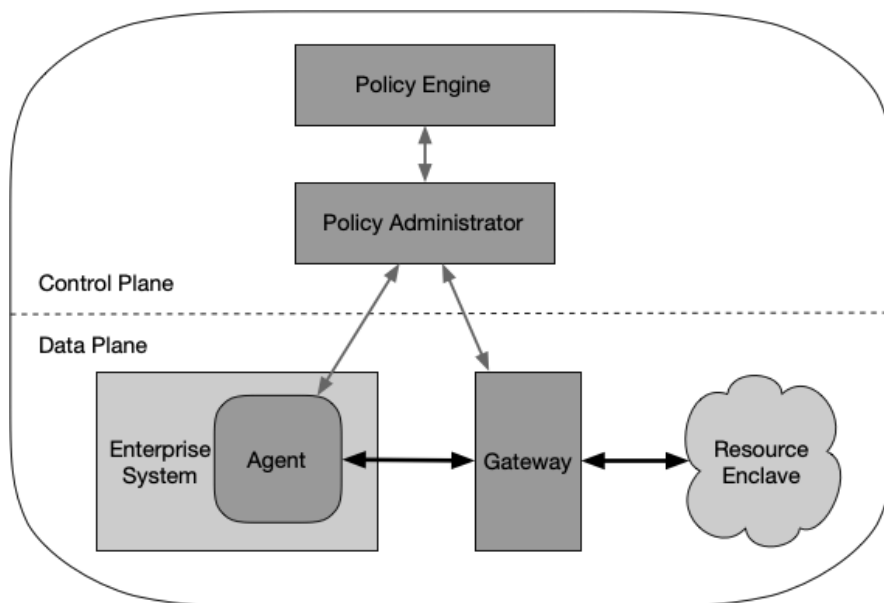 Policy Engine
Policy Administrator
Control Plane
Data Plane
Enterprise
System
Agent
Gateway
Resource
Enclave